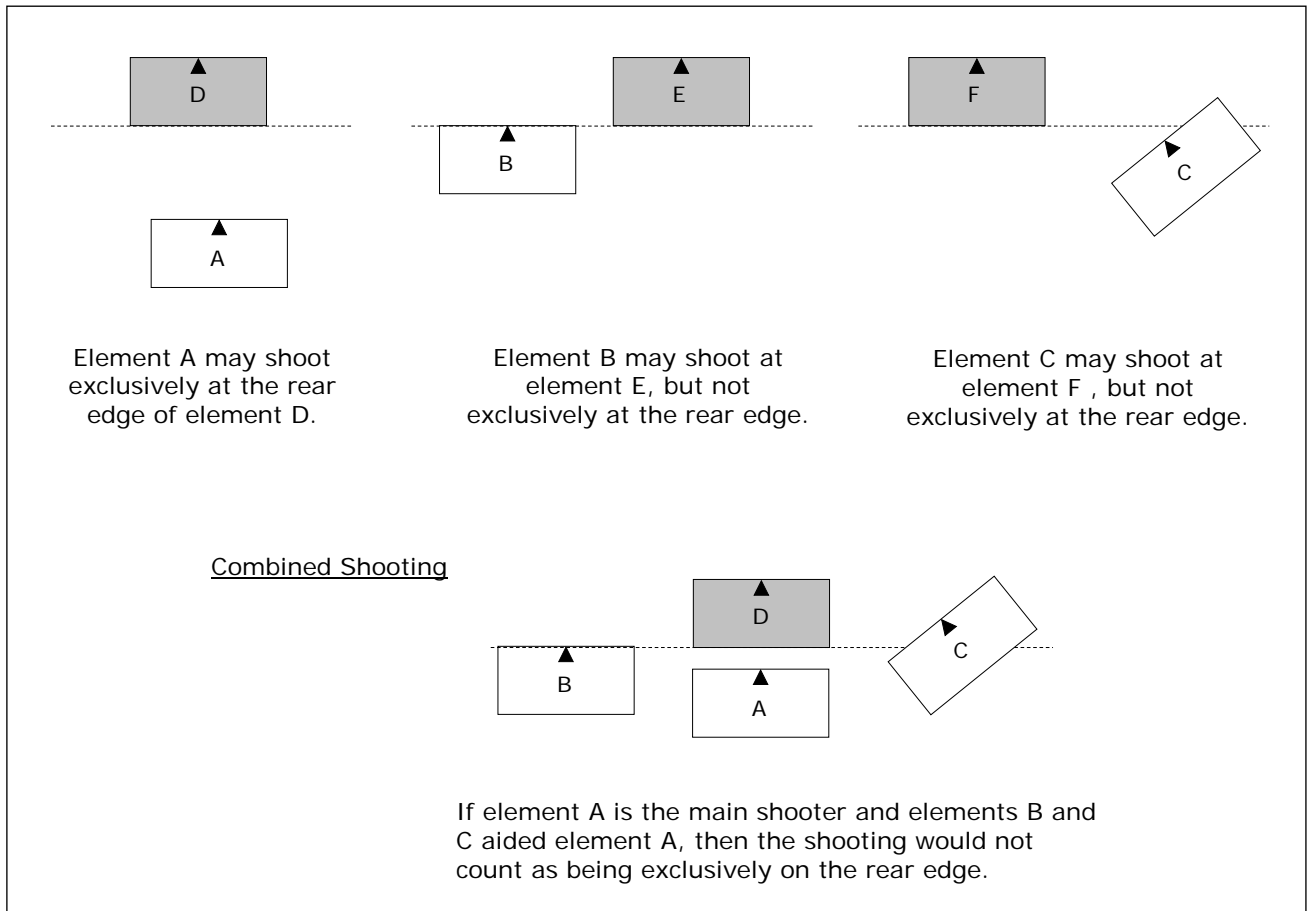 D
E
F
B
C
A
Element A may shoot
exclusively at the rear
edge of element D.
Element B may shoot at
element E, but not
exclusively at the rear edge.
Element C may shoot at
element F , but not
exclusively at the rear edge.
Combined Shooting
D
C
B
A
If element A is the main shooter and elements B and
C aided element A, then the shooting would not
count as being exclusively on the rear edge.